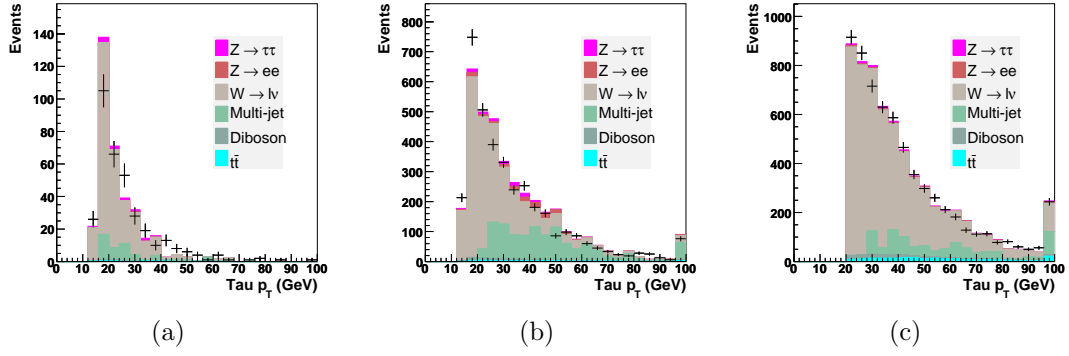 Events
140
120
100
80
60
40
20
0
0 10 20 30 40 50 60 70 80 90 100
Tau p_T (GeV)
Z → ττ
Z → ee
W → lν
Multi-jet
Diboson
tt̄
(a)
Events
800
700
600
500
400
300
200
100
0
0 10 20 30 40 50 60 70 80 90 100
Tau p_T (GeV)
Z → ττ
Z → ee
W → lν
Multi-jet
Diboson
tt̄
(b)
Events
1000
800
600
400
200
0
0 10 20 30 40 50 60 70 80 90 100
Tau p_T (GeV)
Z → ττ
Z → ee
W → lν
Multi-jet
Diboson
tt̄
(c)